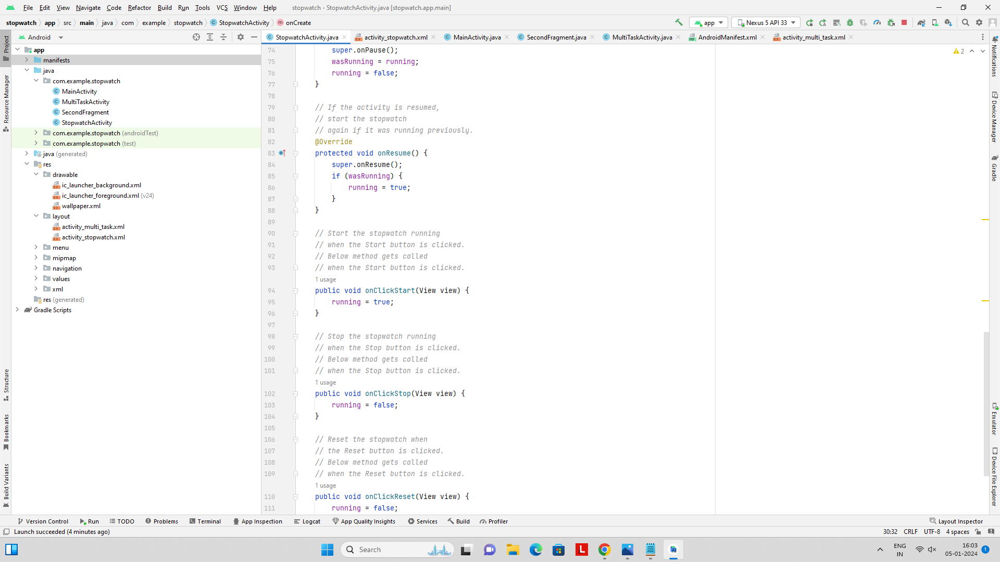 File Edit View Navigate Code Refactor Build Run Tools VCS Window Help stopwatch - StopwatchActivity.java [stopwatch.app.main]
stopwatch app src main java com example stopwatch StopwatchActivity onCreate app Nexus 5 API 33
Android
StopwatchActivity.java activity_stopwatch.xml MainActivity.java SecondFragment.java MultiTaskActivity.java AndroidManifest.xml activity_multi_task.xml
Project
Resource Manager
Structure
Bookmarks
Build Variants
app
manifests
java
com.example.stopwatch
MainActivity
MultiTaskActivity
SecondFragment
StopwatchActivity
com.example.stopwatch (androidTest)
com.example.stopwatch (test)
java (generated)
res
drawable
ic_launcher_background.xml
ic_launcher_foreground.xml (v24)
wallpaper.xml
layout
activity_multi_task.xml
activity_stopwatch.xml
menu
mipmap
navigation
values
xml
res (generated)
Gradle Scripts
2
74 super.onPause();
75 wasRunning = running;
76 running = false;
77 }
78
79 // If the activity is resumed,
80 // start the stopwatch
81 // again if it was running previously.
82 @Override
83 protected void onResume() {
84 super.onResume();
85 if (wasRunning) {
86 running = true;
87 }
88 }
89
90 // Start the stopwatch running
91 // when the Start button is clicked.
92 // Below method gets called
93 // when the Start button is clicked.
1 usage
94 public void onClickStart(View view) {
95 running = true;
96 }
97
98 // Stop the stopwatch running
99 // when the Stop button is clicked.
100 // Below method gets called
101 // when the Stop button is clicked.
1 usage
102 public void onClickStop(View view) {
103 running = false;
104 }
105
106 // Reset the stopwatch when
107 // the Reset button is clicked.
108 // Below method gets called
109 // when the Reset button is clicked.
1 usage
110 public void onClickReset(View view) {
111 running = false;
Notifications
Device Manager
Gradle
Emulator
Device File Explorer
Version Control Run TODO Problems Terminal App Inspection Logcat App Quality Insights Services Build Profiler Layout Inspector
Launch succeeded (4 minutes ago) 30:32 CRLF UTF-8 4 spaces
Search
L
ENG
IN
16:03
05-01-2024
1